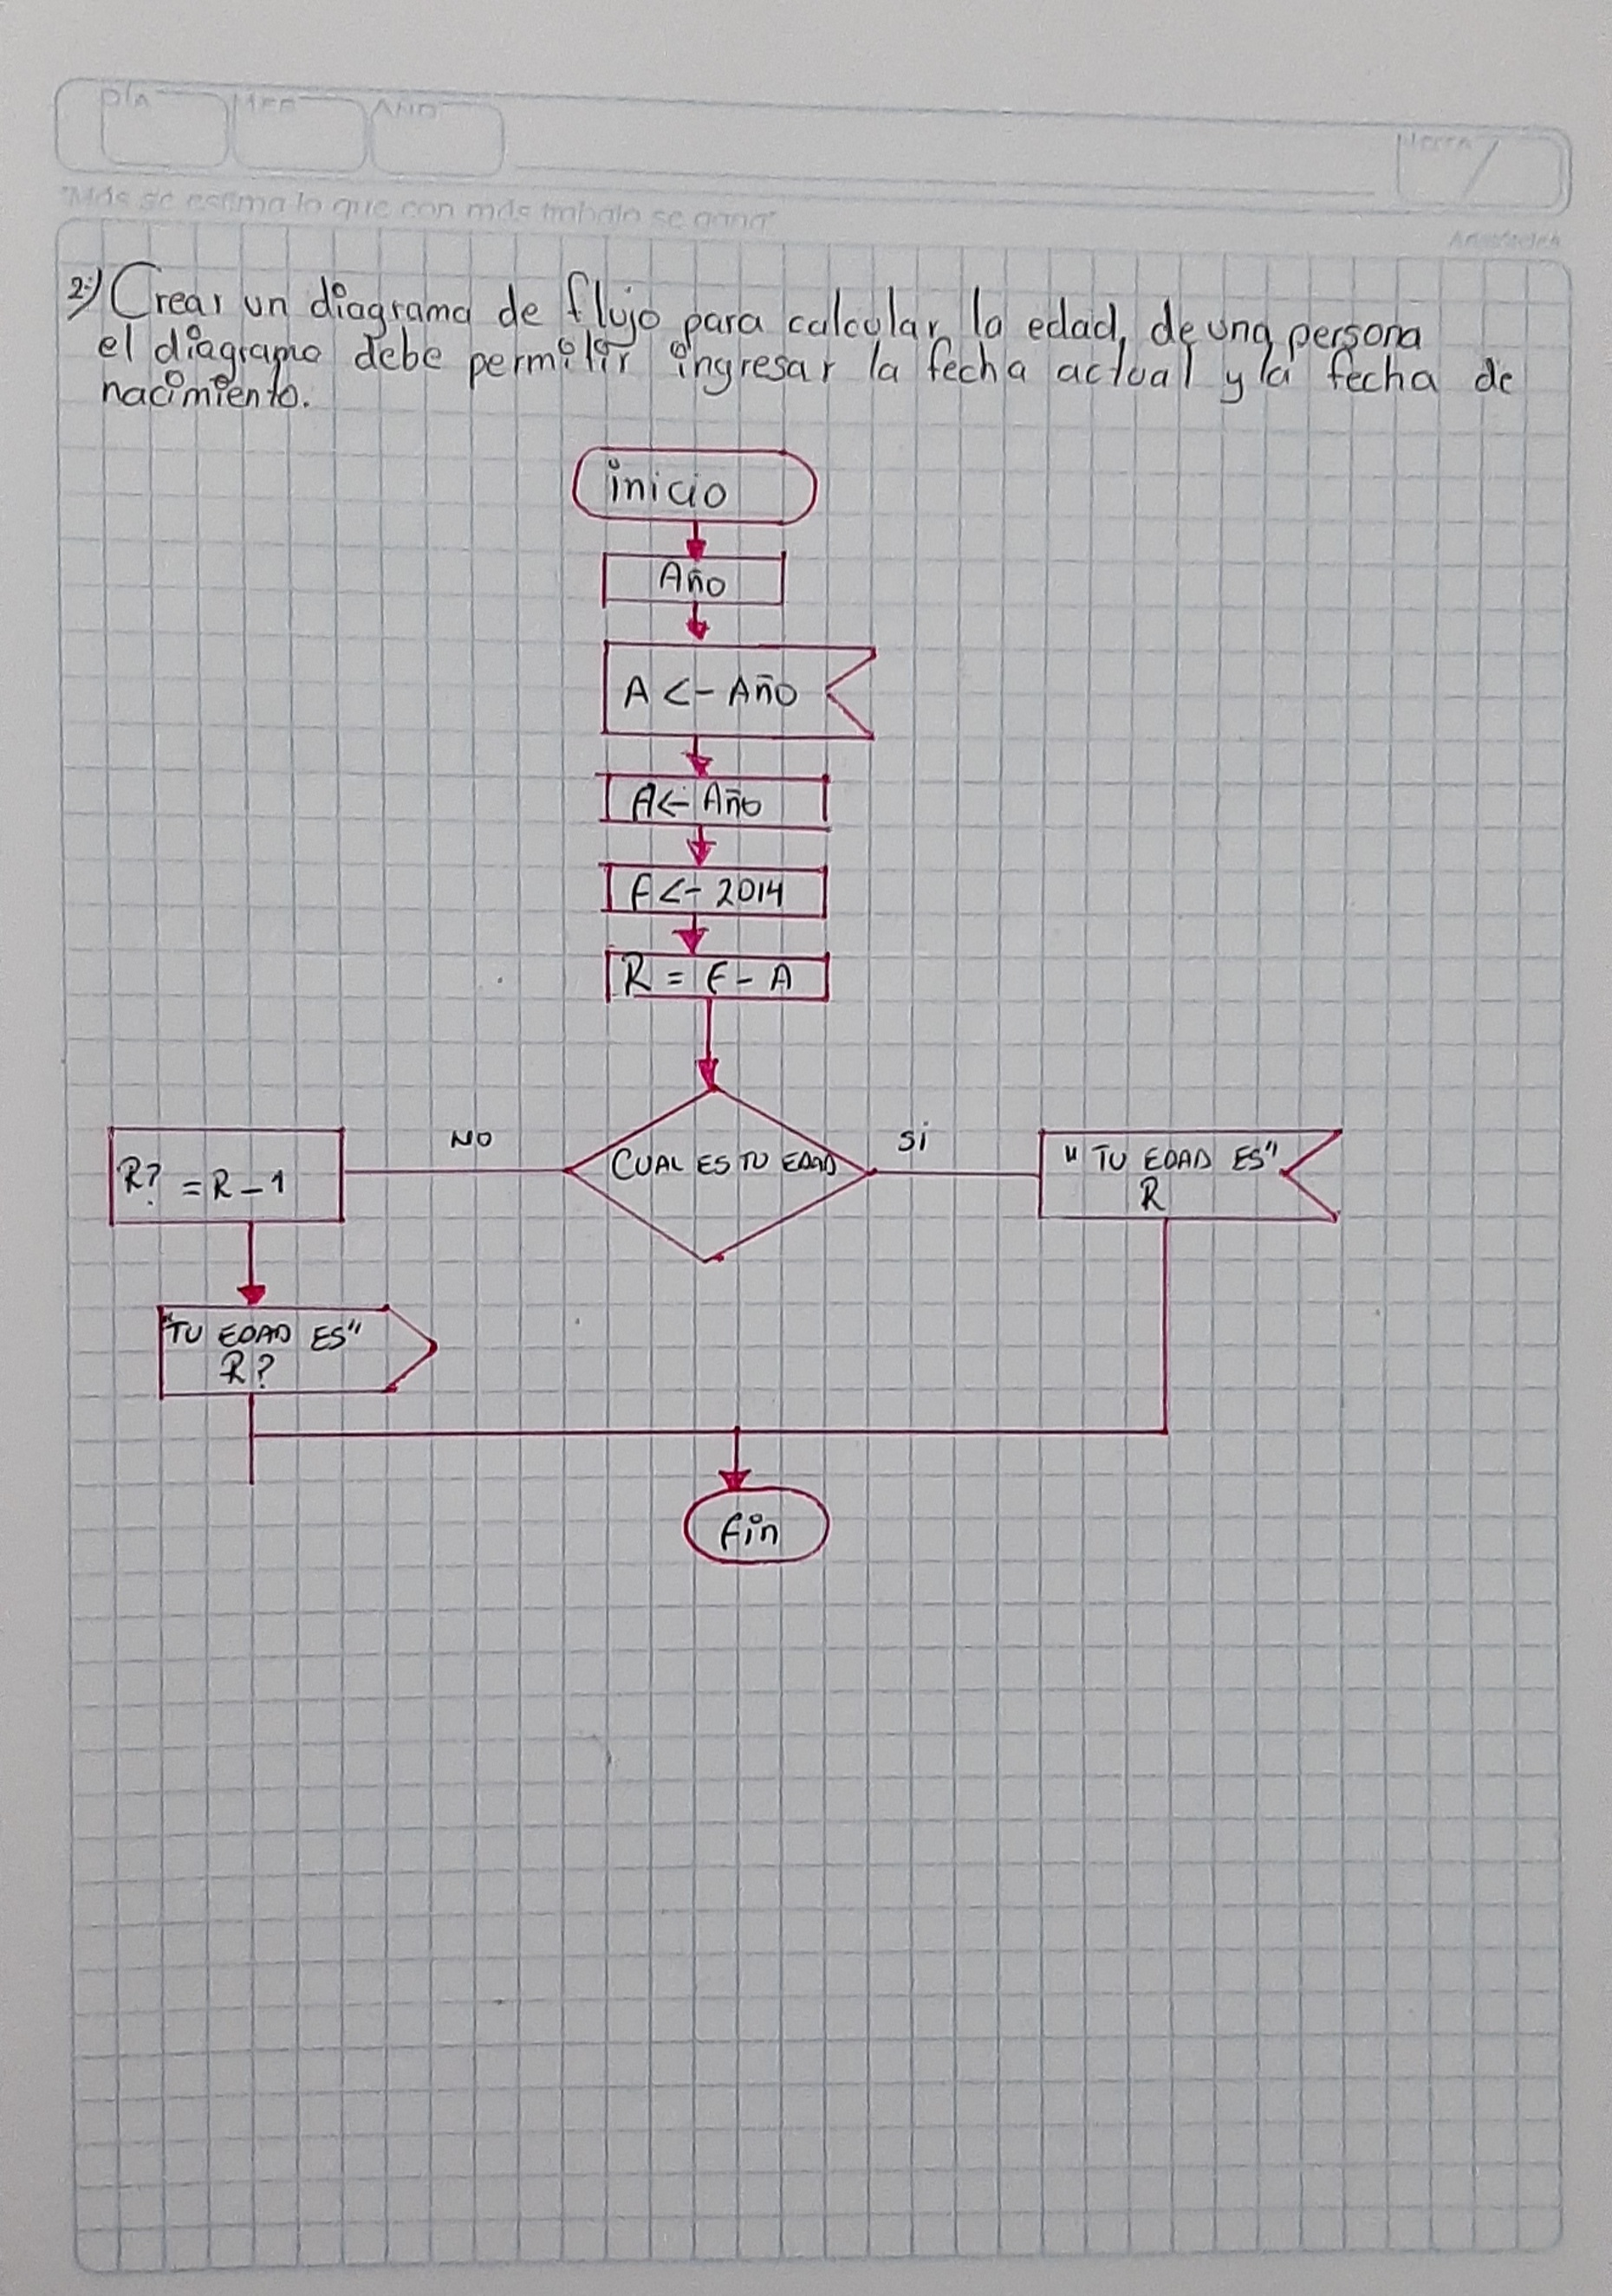 DÍA MES AÑO
"Más se estima lo que con más trabajo se gana"
2:) Crear un diagrama de flujo para calcular la edad, de una persona
el diagrama debe permitir ingresar la fecha actual y la fecha de
nacimiento.
inicio
Año
A <- Año
A <- Año
F <- 2014
R = F - A
NO
SI
R? = R - 1
CUAL ES TU EDAD
" TU EDAD ES"
R
"TU EDAD ES"
R?
fin